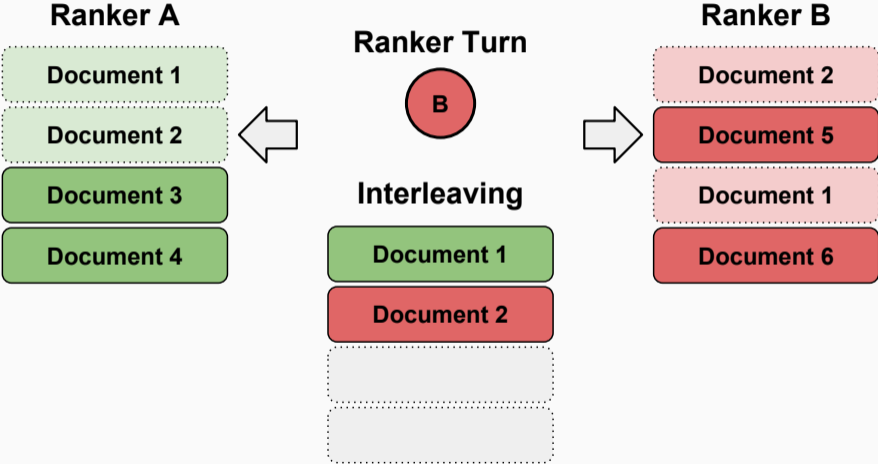 Ranker A
Document 1
Document 2
Document 3
Document 4
Ranker Turn
B
Interleaving
Document 1
Document 2
Ranker B
Document 2
Document 5
Document 1
Document 6